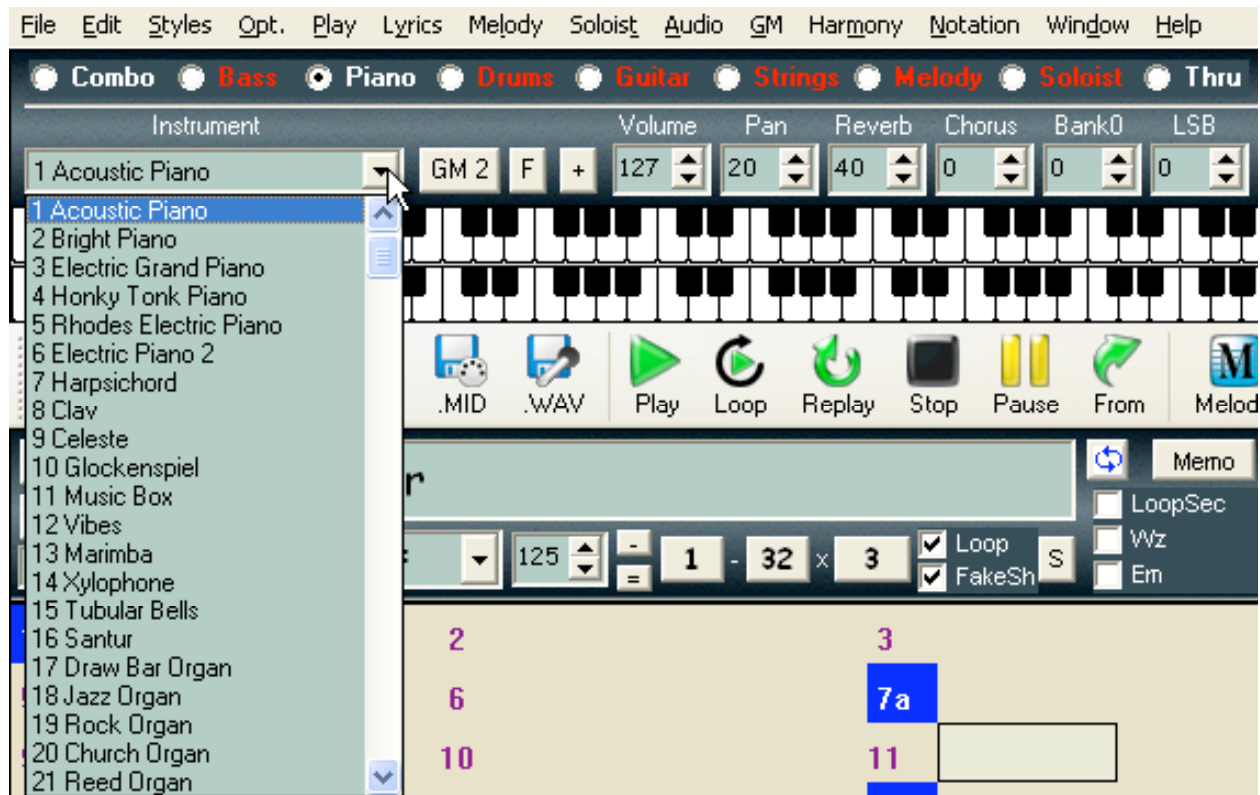 File Edit Styles Opt. Play Lyrics Melody Soloist Audio GM Harmony Notation Window Help
Combo Bass Piano Drums Guitar Strings Melody Soloist Thru
Instrument Volume Pan Reverb Chorus Bank0 LSB
1 Acoustic Piano GM 2 F + 127 20 40 0 0 0
1 Acoustic Piano
2 Bright Piano
3 Electric Grand Piano
4 Honky Tonk Piano
5 Rhodes Electric Piano
6 Electric Piano 2
7 Harpsichord
8 Clav
9 Celeste
10 Glockenspiel
11 Music Box
12 Vibes
13 Marimba
14 Xylophone
15 Tubular Bells
16 Santur
17 Draw Bar Organ
18 Jazz Organ
19 Rock Organ
20 Church Organ
21 Reed Organ
M
.MID .WAV Play Loop Replay Stop Pause From Melod
r Memo
LoopSec
125 - = 1 - 32 x 3 Loop S Wz
FakeSh Em
2 3
6 7a
10 11